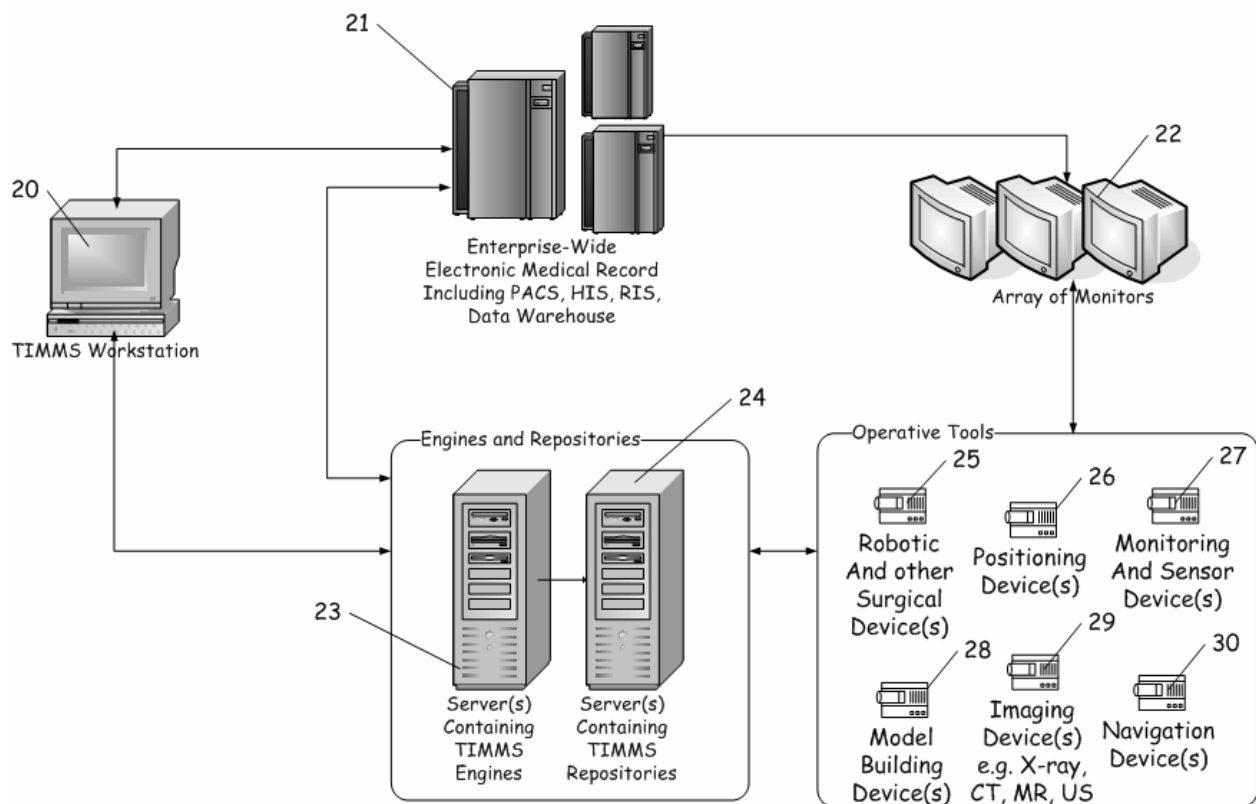 21
22
20
Enterprise-Wide
Electronic Medical Record
Including PACS, HIS, RIS,
Data Warehouse
Array of Monitors
TIMMS Workstation
24
Engines and Repositories
Operative Tools
25
26
27
Robotic
And other
Surgical
Device(s)
Positioning
Device(s)
Monitoring
And Sensor
Device(s)
23
28
29
30
Server(s)
Containing
TIMMS
Engines
Server(s)
Containing
TIMMS
Repositories
Model
Building
Device(s)
Imaging
Device(s)
e.g. X-ray,
CT, MR, US
Navigation
Device(s)